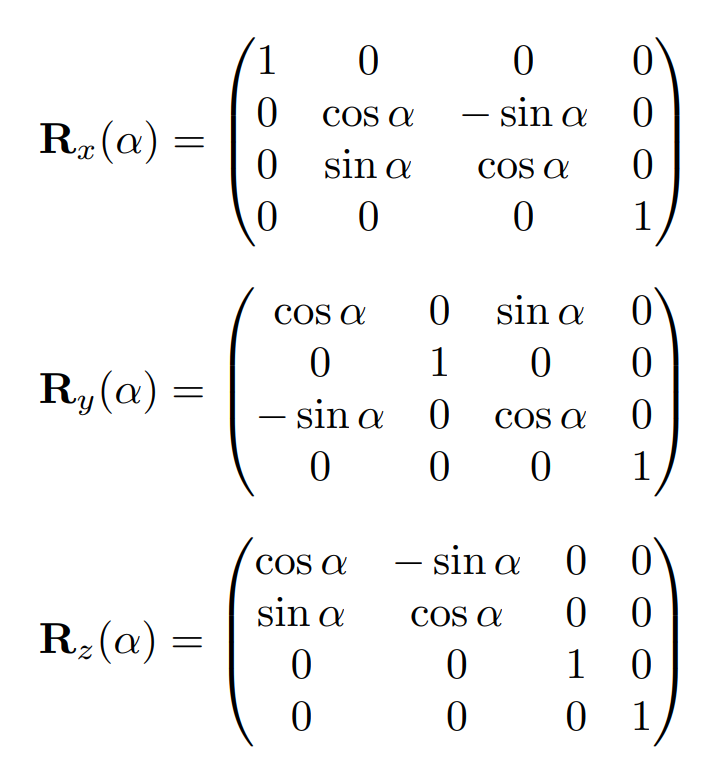 𝐑ₓ(α) = ⎛1 0 0 0⎞
⎜0 cos α − sin α 0⎟
⎜0 sin α cos α 0⎟
⎝0 0 0 1⎠
𝐑_y(α) = ⎛cos α 0 sin α 0⎞
⎜0 1 0 0⎟
⎜− sin α 0 cos α 0⎟
⎝0 0 0 1⎠
𝐑_z(α) = ⎛cos α − sin α 0 0⎞
⎜sin α cos α 0 0⎟
⎜0 0 1 0⎟
⎝0 0 0 1⎠